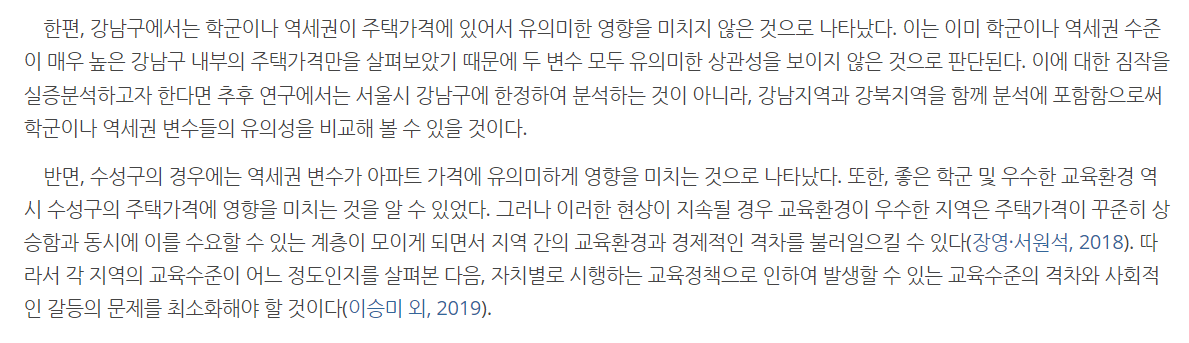 한편, 강남구에서는 학군이나 역세권이 주택가격에 있어서 유의미한 영향을 미치지 않은 것으로 나타났다. 이는 이미 학군이나 역세권 수준
이 매우 높은 강남구 내부의 주택가격만을 살펴보았기 때문에 두 변수 모두 유의미한 상관성을 보이지 않은 것으로 판단된다. 이에 대한 짐작을
실증분석하고자 한다면 추후 연구에서는 서울시 강남구에 한정하여 분석하는 것이 아니라, 강남지역과 강북지역을 함께 분석에 포함함으로써
학군이나 역세권 변수들의 유의성을 비교해 볼 수 있을 것이다.
반면, 수성구의 경우에는 역세권 변수가 아파트 가격에 유의미하게 영향을 미치는 것으로 나타났다. 또한, 좋은 학군 및 우수한 교육환경 역
시 수성구의 주택가격에 영향을 미치는 것을 알 수 있었다. 그러나 이러한 현상이 지속될 경우 교육환경이 우수한 지역은 주택가격이 꾸준히 상
승함과 동시에 이를 수요할 수 있는 계층이 모이게 되면서 지역 간의 교육환경과 경제적인 격차를 불러일으킬 수 있다(장영·서원석, 2018). 따
라서 각 지역의 교육수준이 어느 정도인지를 살펴본 다음, 자치별로 시행하는 교육정책으로 인하여 발생할 수 있는 교육수준의 격차와 사회적
인 갈등의 문제를 최소화해야 할 것이다(이승미 외, 2019).